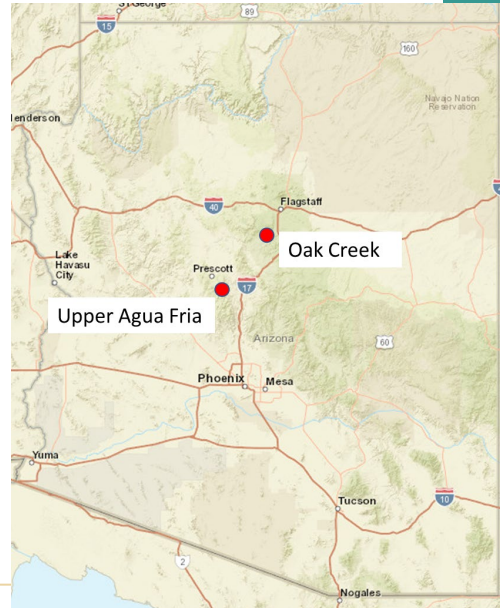 St George
89
15
160
Navajo Nation
Reservation
enderson
40
Flagstaff
Oak Creek
Lake
Havasu
City
Prescott
17
Upper Agua Fria
Arizona
60
Phoenix
Mesa
Yuma
Tucson
10
2
Nogales